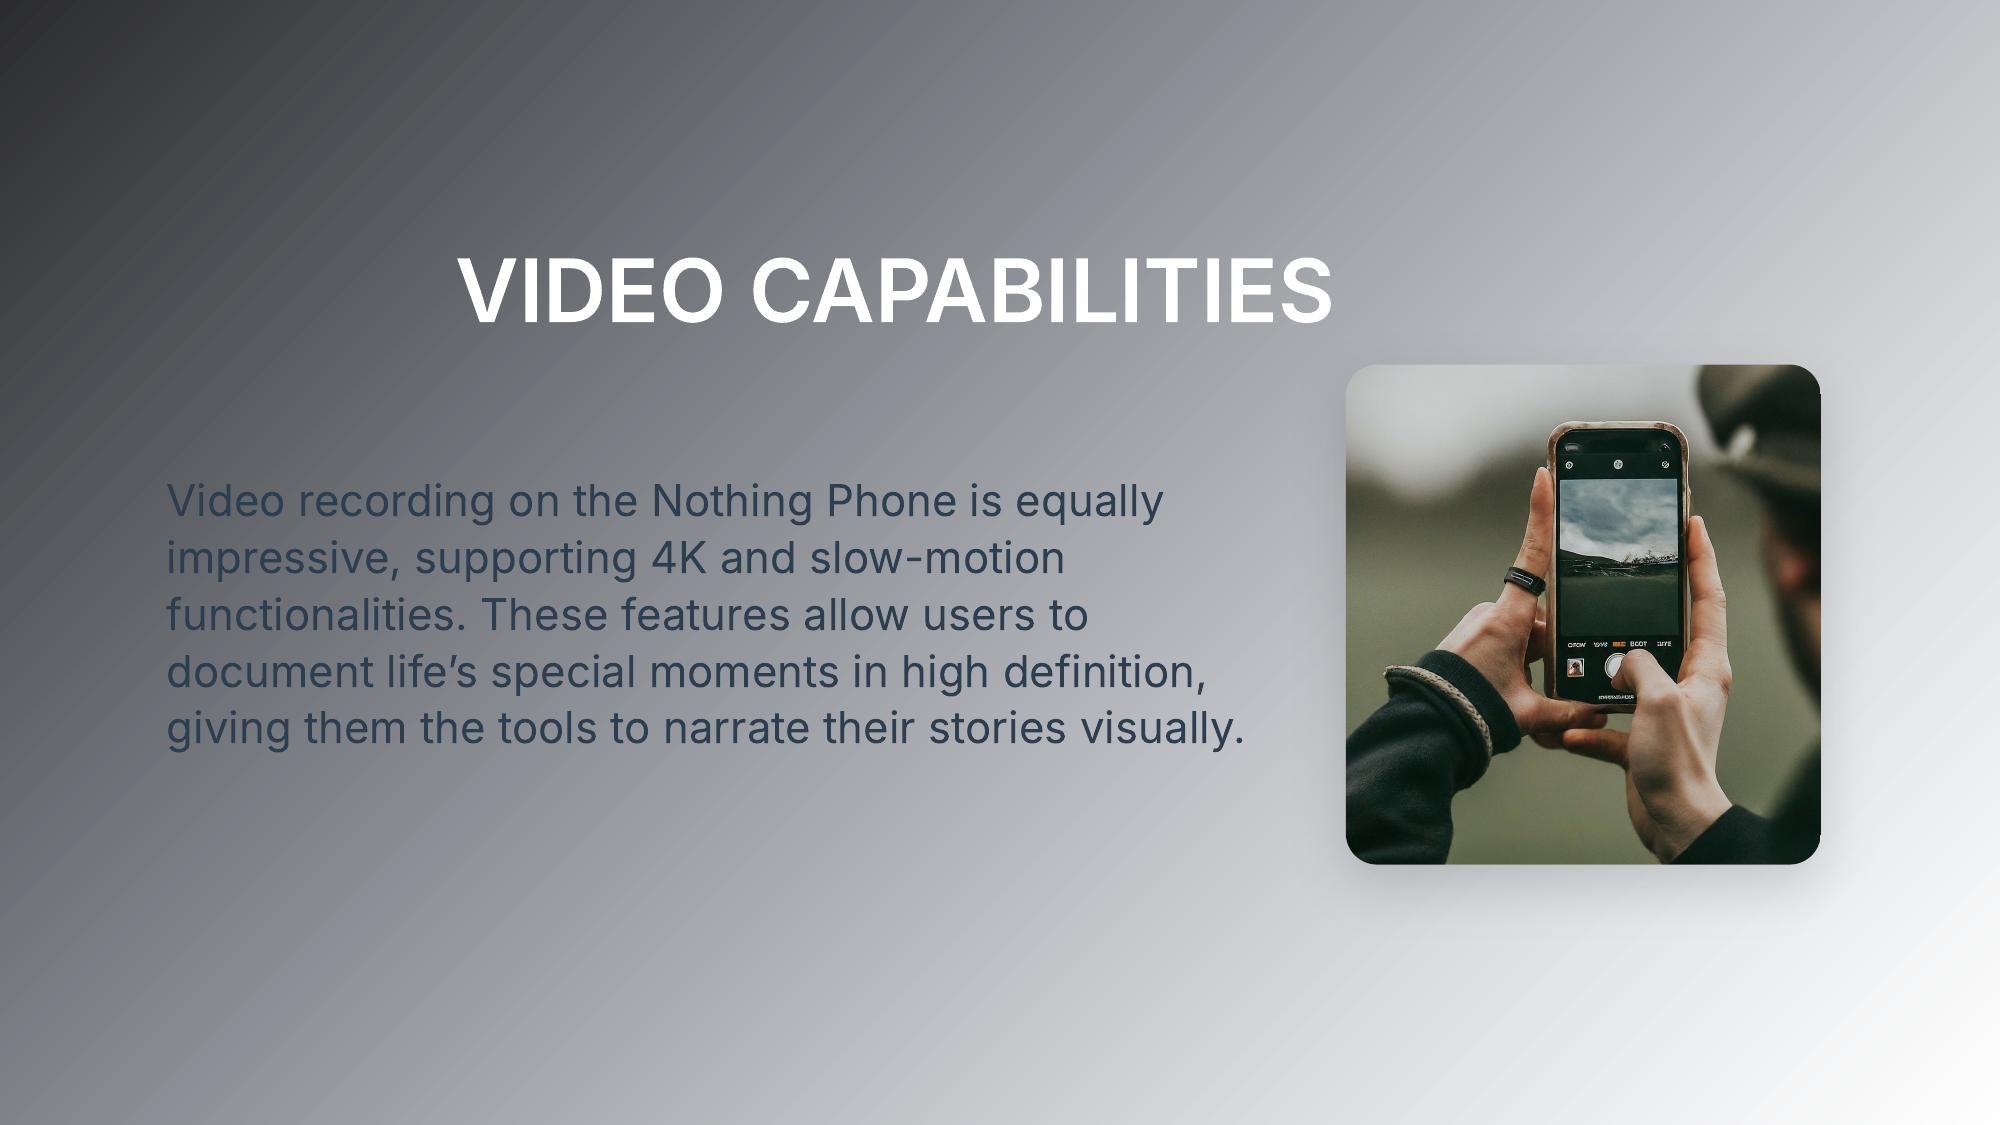 VIDEO CAPABILITIES
Video recording on the Nothing Phone is equally
impressive, supporting 4K and slow-motion
functionalities. These features allow users to
document life’s special moments in high definition,
giving them the tools to narrate their stories visually.